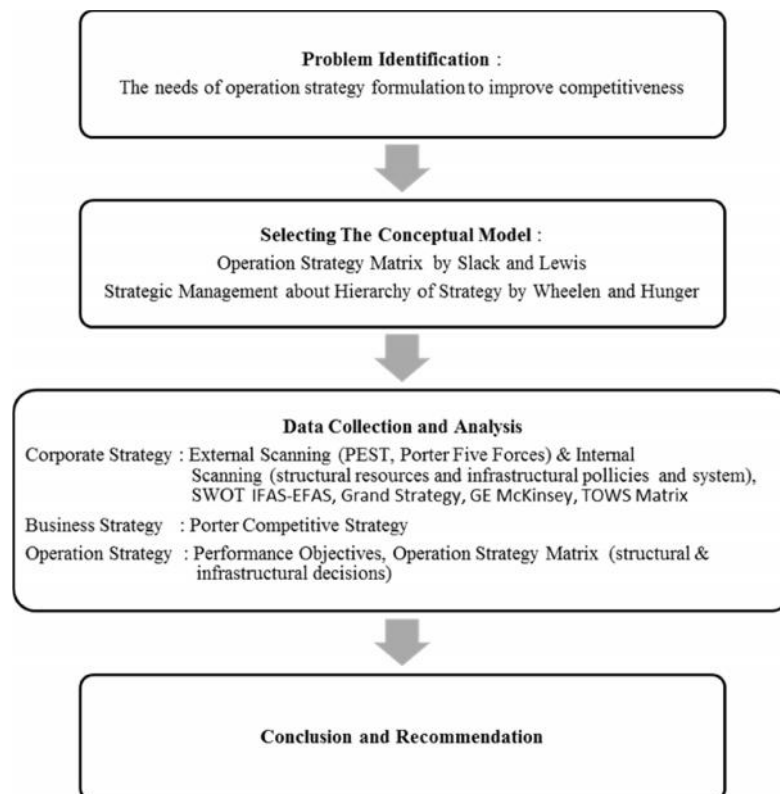 Problem Identification :
The needs of operation strategy formulation to improve competitiveness
Selecting The Conceptual Model :
Operation Strategy Matrix by Slack and Lewis
Strategic Management about Hierarchy of Strategy by Wheelen and Hunger
Data Collection and Analysis
Corporate Strategy : External Scanning (PEST, Porter Five Forces) & Internal
Scanning (structural resources and infrastructural pollicies and system),
SWOT IFAS-EFAS, Grand Strategy, GE McKinsey, TOWS Matrix
Business Strategy : Porter Competitive Strategy
Operation Strategy : Performance Objectives, Operation Strategy Matrix (structural &
infrastructural decisions)
Conclusion and Recommendation